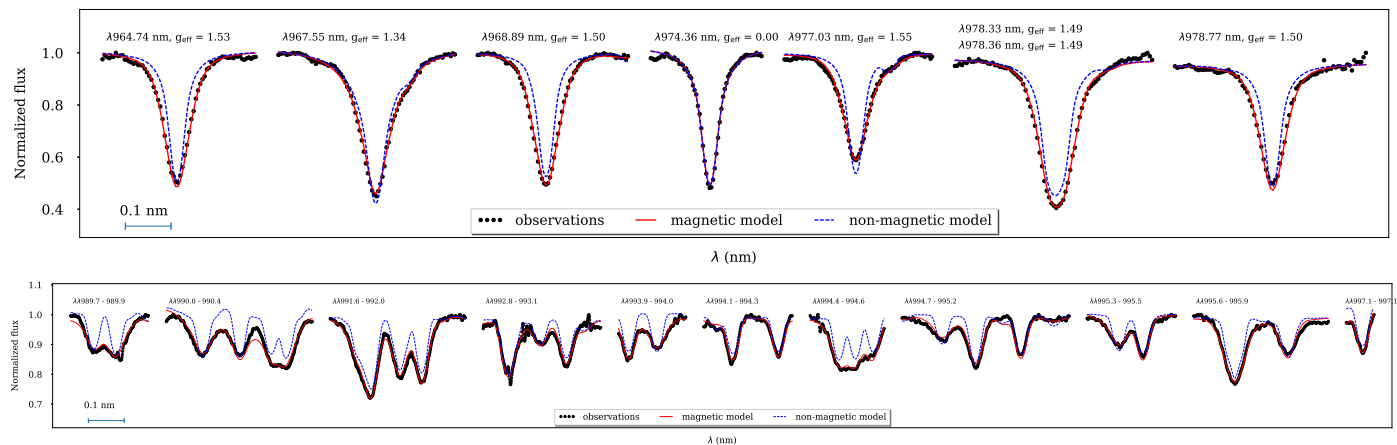 λ964.74 nm, g_eff = 1.53
λ967.55 nm, g_eff = 1.34
λ968.89 nm, g_eff = 1.50
λ974.36 nm, g_eff = 0.00
λ977.03 nm, g_eff = 1.55
λ978.33 nm, g_eff = 1.49
λ978.36 nm, g_eff = 1.49
λ978.77 nm, g_eff = 1.50
1.0
0.8
0.6
0.4
Normalized flux
0.1 nm
observations
magnetic model
non-magnetic model
λ (nm)
λλ989.7 - 989.9
λλ990.0 - 990.4
λλ991.6 - 992.0
λλ992.8 - 993.1
λλ993.9 - 994.0
λλ994.1 - 994.3
λλ994.4 - 994.6
λλ994.7 - 995.2
λλ995.3 - 995.5
λλ995.6 - 995.9
1.1
1.0
0.9
0.8
0.7
Normalized flux
0.1 nm
observations
magnetic model
non-magnetic model
λ (nm)